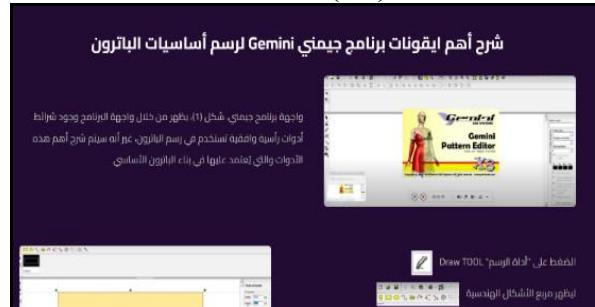 شرح أهم ايقونات برنامج جيمني Gemini لرسم أساسيات الباترون
واجهة برنامج جيمني، شكل (1)، يظهر من خلال واجهة البرنامج وجود شرائط
أدوات رأسية وافقية تستخدم في رسم الباترون، غير أنه سيتم شرح أهم هذه
الأدوات والتي يُعتمد عليها في بناء الباترون الأساسي
Gemini
Gemini
Pattern Editor
الضغط على "أداة الرسم" Draw TOOL
ليظهر مربع الأشكال الهندسية